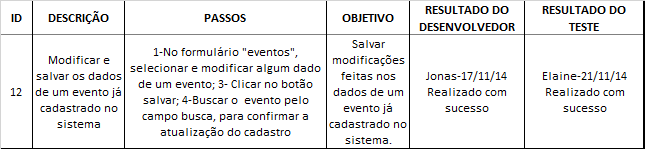 ID
DESCRIÇÃO
PASSOS
OBJETIVO
RESULTADO DO
DESENVOLVEDOR
RESULTADO DO
TESTE
12
Modificar e
salvar os dados
de um evento já
cadastrado no
sistema
1-No formulário "eventos",
selecionar e modificar algum dado
de um evento; 3- Clicar no botão
salvar; 4-Buscar o  evento pelo
campo busca, para confirmar a
atualização do cadastro
Salvar
modificações
feitas nos
dados de um
evento já
cadastrado no
sistema.
Jonas-17/11/14
Realizado com
sucesso
Elaine-21/11/14
Realizado com
sucesso